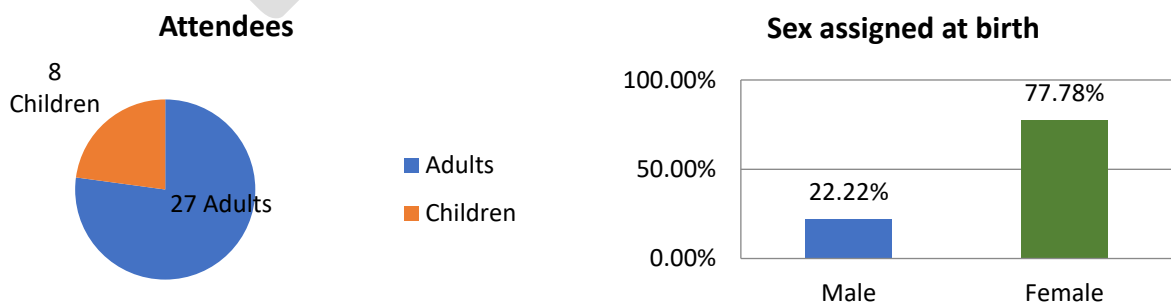 Attendees
8
Children
27 Adults
Adults
Children
Sex assigned at birth
100.00%
50.00%
0.00%
22.22%
77.78%
Male
Female